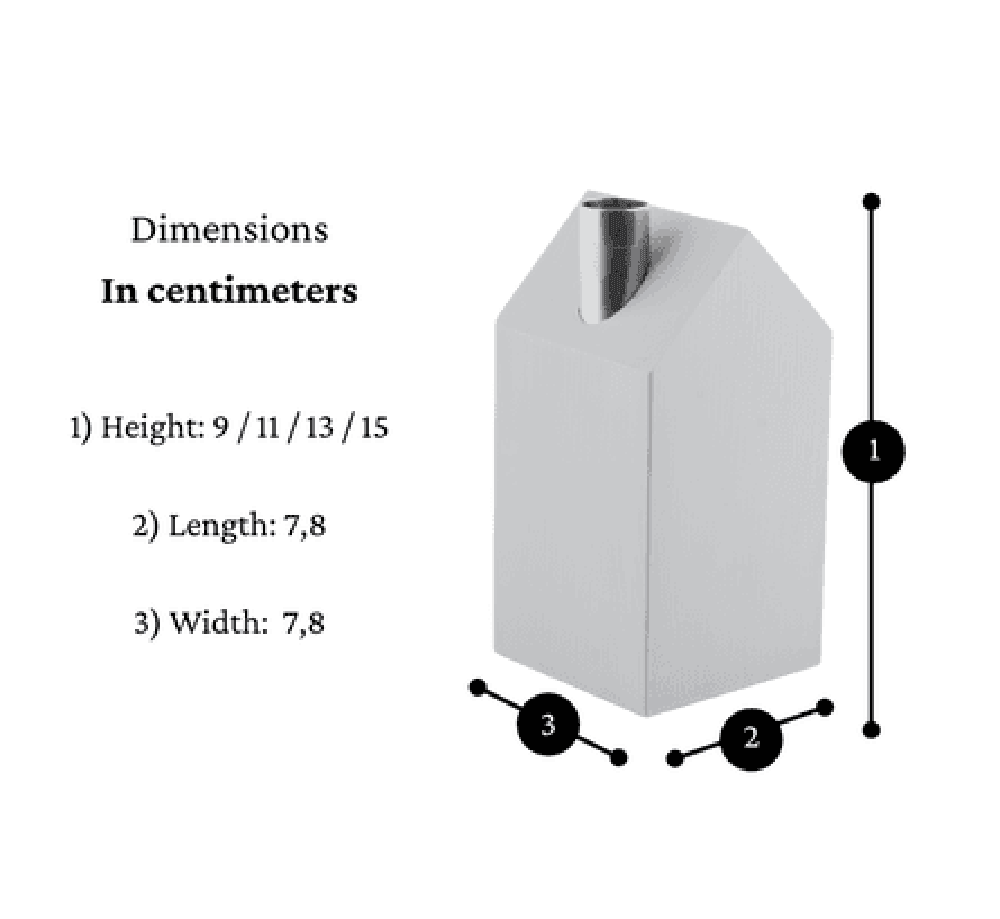 Dimensions
In centimeters
1) Height: 9 / 11 / 13 / 15
2) Length: 7,8
3) Width: 7,8
1
3
2